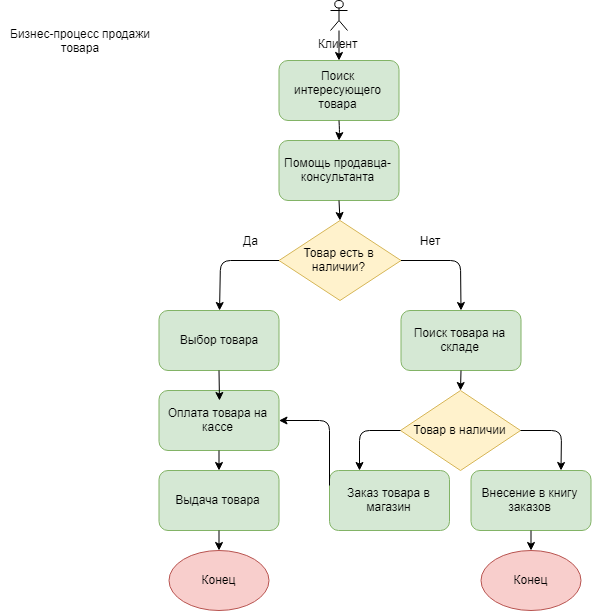 Бизнес-процесс продажи
товара
Клиент
Поиск
интересующего
товара
Помощь продавца-
консультанта
Товар есть в
наличии?
Да
Нет
Выбор товара
Поиск товара на
складе
Оплата товара на
кассе
Товар в наличии
Выдача товара
Заказ товара в
магазин
Внесение в книгу
заказов
Конец
Конец